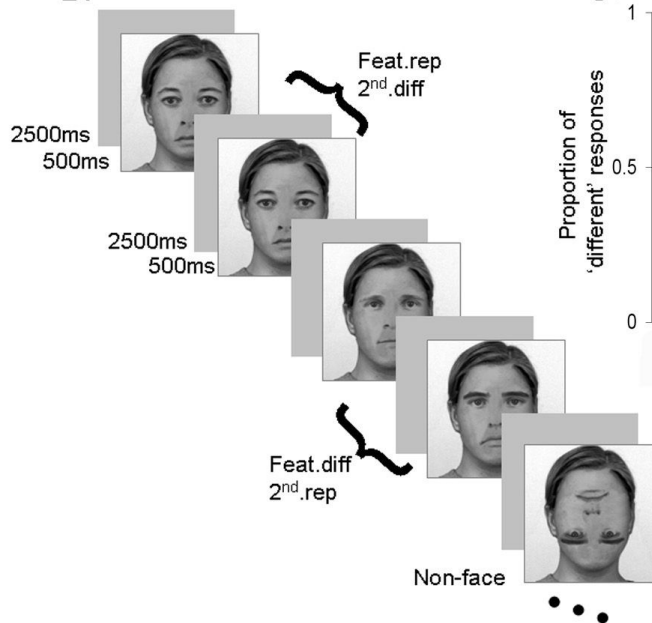 1
Feat.rep
2nd.diff
2500ms
500ms
0.5
Proportion of
'different' responses
2500ms
500ms
0
Feat.diff
2nd.rep
Non-face